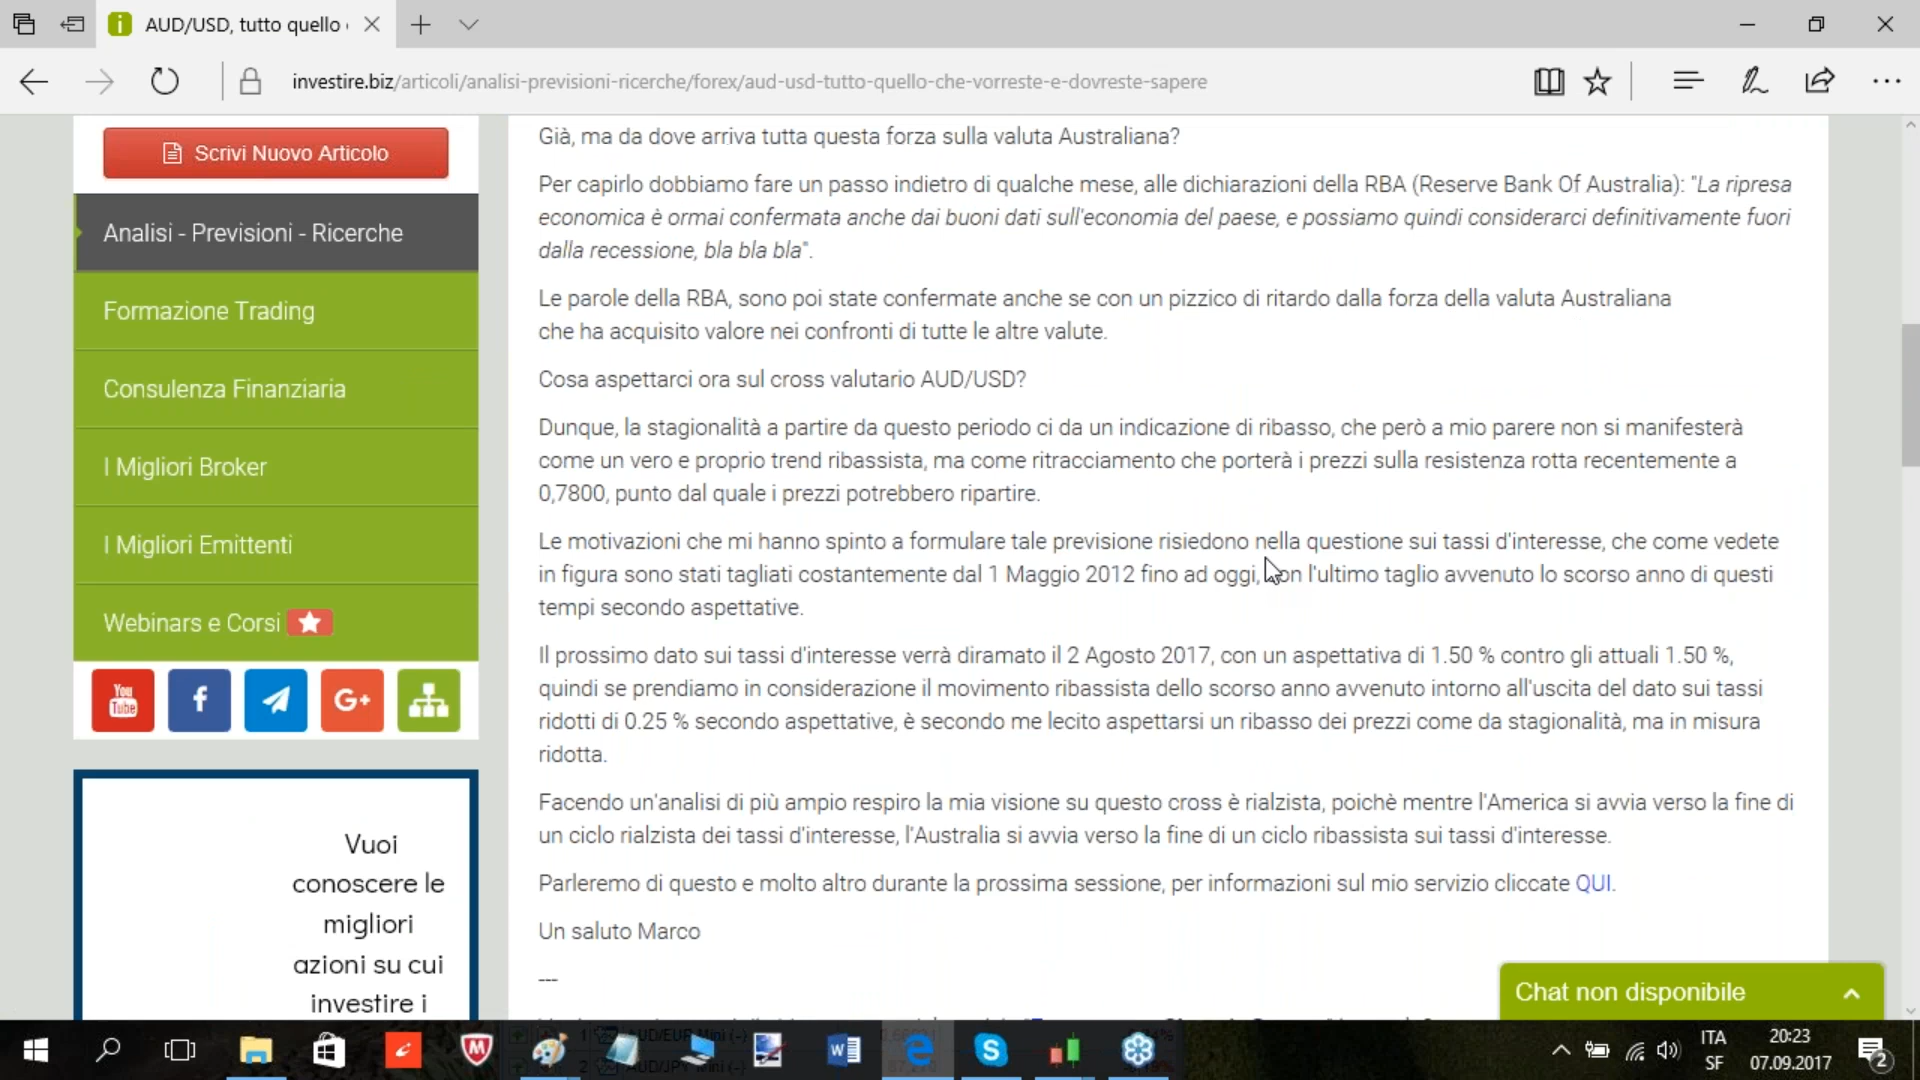 AUD/USD, tutto quello
investire.biz/articoli/analisi-previsioni-ricerche/forex/aud-usd-tutto-quello-che-vorreste-e-dovreste-sapere
Scrivi Nuovo Articolo
Analisi - Previsioni - Ricerche
Formazione Trading
Consulenza Finanziaria
I Migliori Broker
I Migliori Emittenti
Webinars e Corsi
You
Tube
f
G+
Vuoi
conoscere le
migliori
azioni su cui
investire i
Già, ma da dove arriva tutta questa forza sulla valuta Australiana?
Per capirlo dobbiamo fare un passo indietro di qualche mese, alle dichiarazioni della RBA (Reserve Bank Of Australia): "La ripresa
economica è ormai confermata anche dai buoni dati sull'economia del paese, e possiamo quindi considerarci definitivamente fuori
dalla recessione, bla bla bla".
Le parole della RBA, sono poi state confermate anche se con un pizzico di ritardo dalla forza della valuta Australiana
che ha acquisito valore nei confronti di tutte le altre valute.
Cosa aspettarci ora sul cross valutario AUD/USD?
Dunque, la stagionalità a partire da questo periodo ci da un indicazione di ribasso, che però a mio parere non si manifesterà
come un vero e proprio trend ribassista, ma come ritracciamento che porterà i prezzi sulla resistenza rotta recentemente a
0,7800, punto dal quale i prezzi potrebbero ripartire.
Le motivazioni che mi hanno spinto a formulare tale previsione risiedono nella questione sui tassi d'interesse, che come vedete
in figura sono stati tagliati costantemente dal 1 Maggio 2012 fino ad oggi, con l'ultimo taglio avvenuto lo scorso anno di questi
tempi secondo aspettative.
Il prossimo dato sui tassi d'interesse verrà diramato il 2 Agosto 2017, con un aspettativa di 1.50 % contro gli attuali 1.50 %,
quindi se prendiamo in considerazione il movimento ribassista dello scorso anno avvenuto intorno all'uscita del dato sui tassi
ridotti di 0.25 % secondo aspettative, è secondo me lecito aspettarsi un ribasso dei prezzi come da stagionalità, ma in misura
ridotta.
Facendo un'analisi di più ampio respiro la mia visione su questo cross è rialzista, poichè mentre l'America si avvia verso la fine di
un ciclo rialzista dei tassi d'interesse, l'Australia si avvia verso la fine di un ciclo ribassista sui tassi d'interesse.
Parleremo di questo e molto altro durante la prossima sessione, per informazioni sul mio servizio cliccate QUI.
Un saluto Marco
---
Chat non disponibile
ITA
SF
20:23
07.09.2017
2